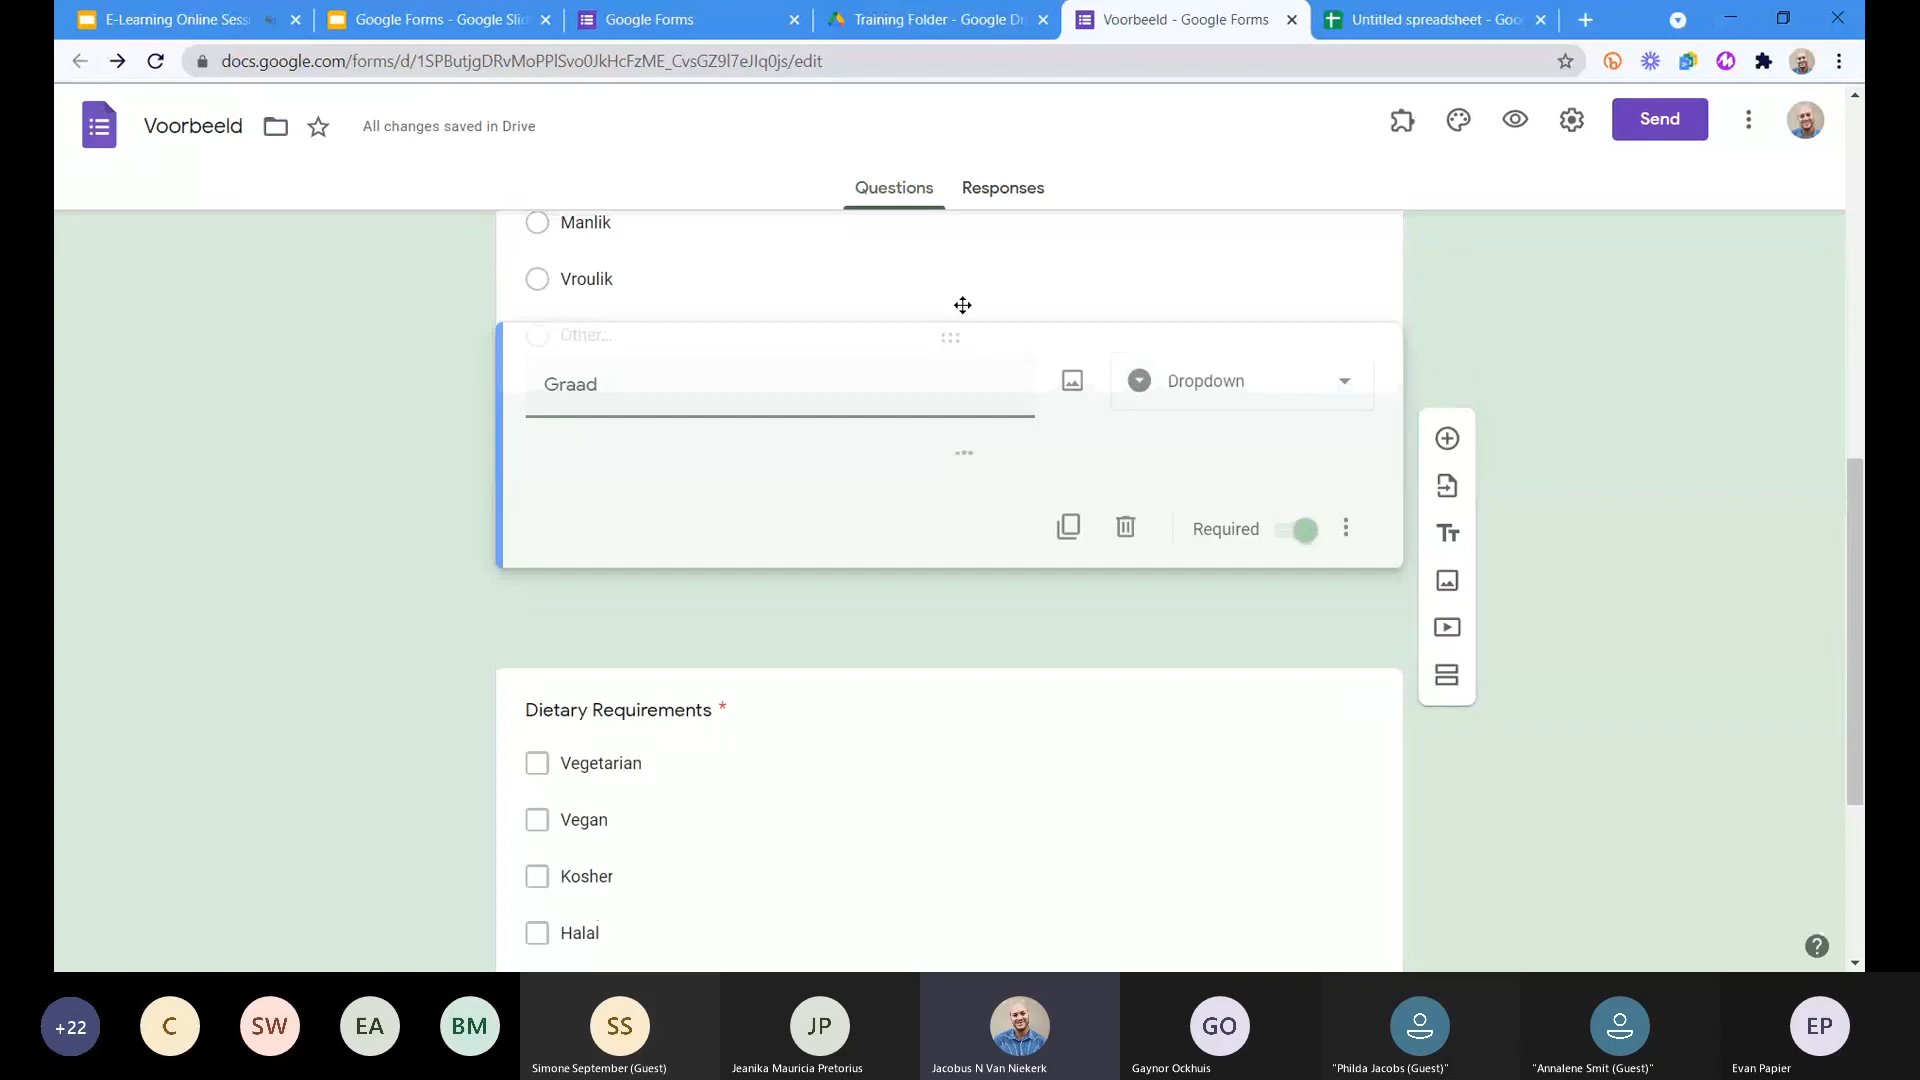 E-Learning Online Sess
Google Forms - Google Slid
Google Forms
Training Folder - Google Dr
Voorbeeld - Google Forms
Untitled spreadsheet - Goo
docs.google.com/forms/d/1SPButjgDRvMoPPlSvo0JkHcFzME_CvsGZ9l7eJIq0js/edit
Voorbeeld
All changes saved in Drive
Send
Questions
Responses
Manlik
Vroulik
Other...
Graad
Dropdown
Required
Dietary Requirements *
Vegetarian
Vegan
Kosher
Halal
+22
C
SW
EA
BM
SS
JP
GO
EP
Simone September (Guest)
Jeanika Mauricia Pretorius
Jacobus N Van Niekerk
Gaynor Ockhuis
"Philda Jacobs (Guest)"
"Annalene Smit (Guest)"
Evan Papier